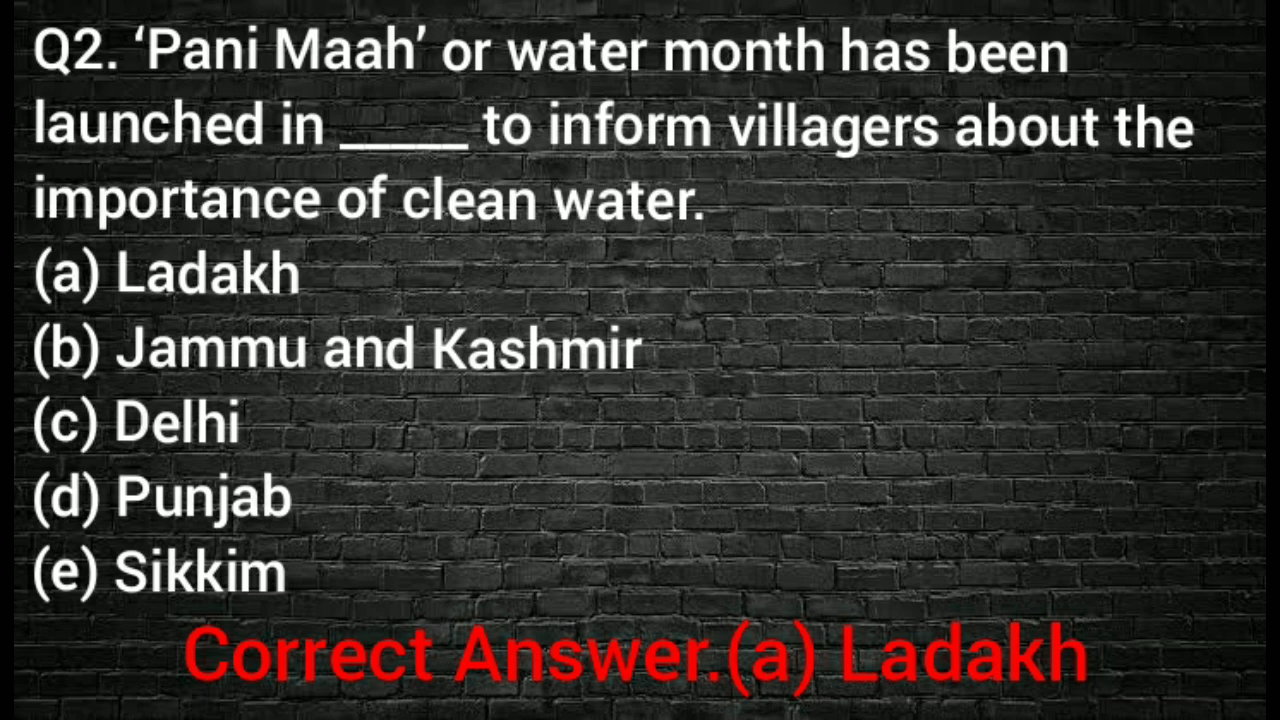 Q2. ‘Pani Maah’ or water month has been
launched in _____ to inform villagers about the
importance of clean water.
(a) Ladakh
(b) Jammu and Kashmir
(c) Delhi
(d) Punjab
(e) Sikkim
Correct Answer.(a) Ladakh